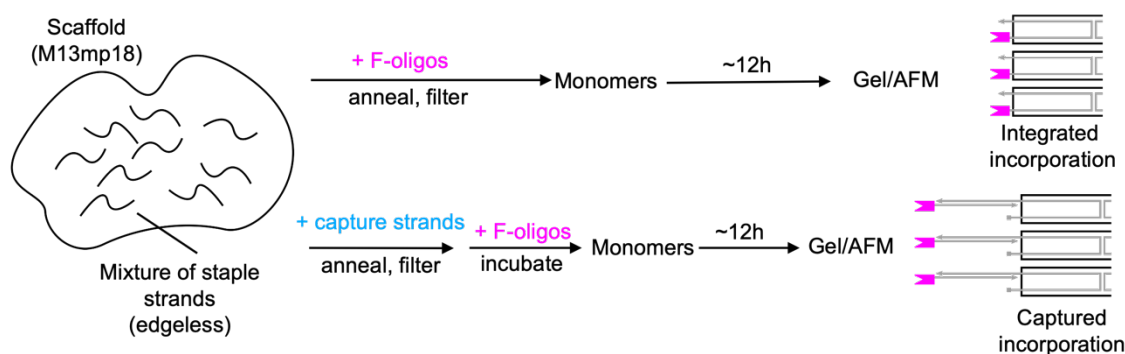 Scaffold
(M13mp18)
Mixture of staple
strands
(edgeless)
+ F-oligos
anneal, filter
Monomers
~12h
Gel/AFM
Integrated
incorporation
+ capture strands
anneal, filter
+ F-oligos
incubate
Monomers
~12h
Gel/AFM
Captured
incorporation